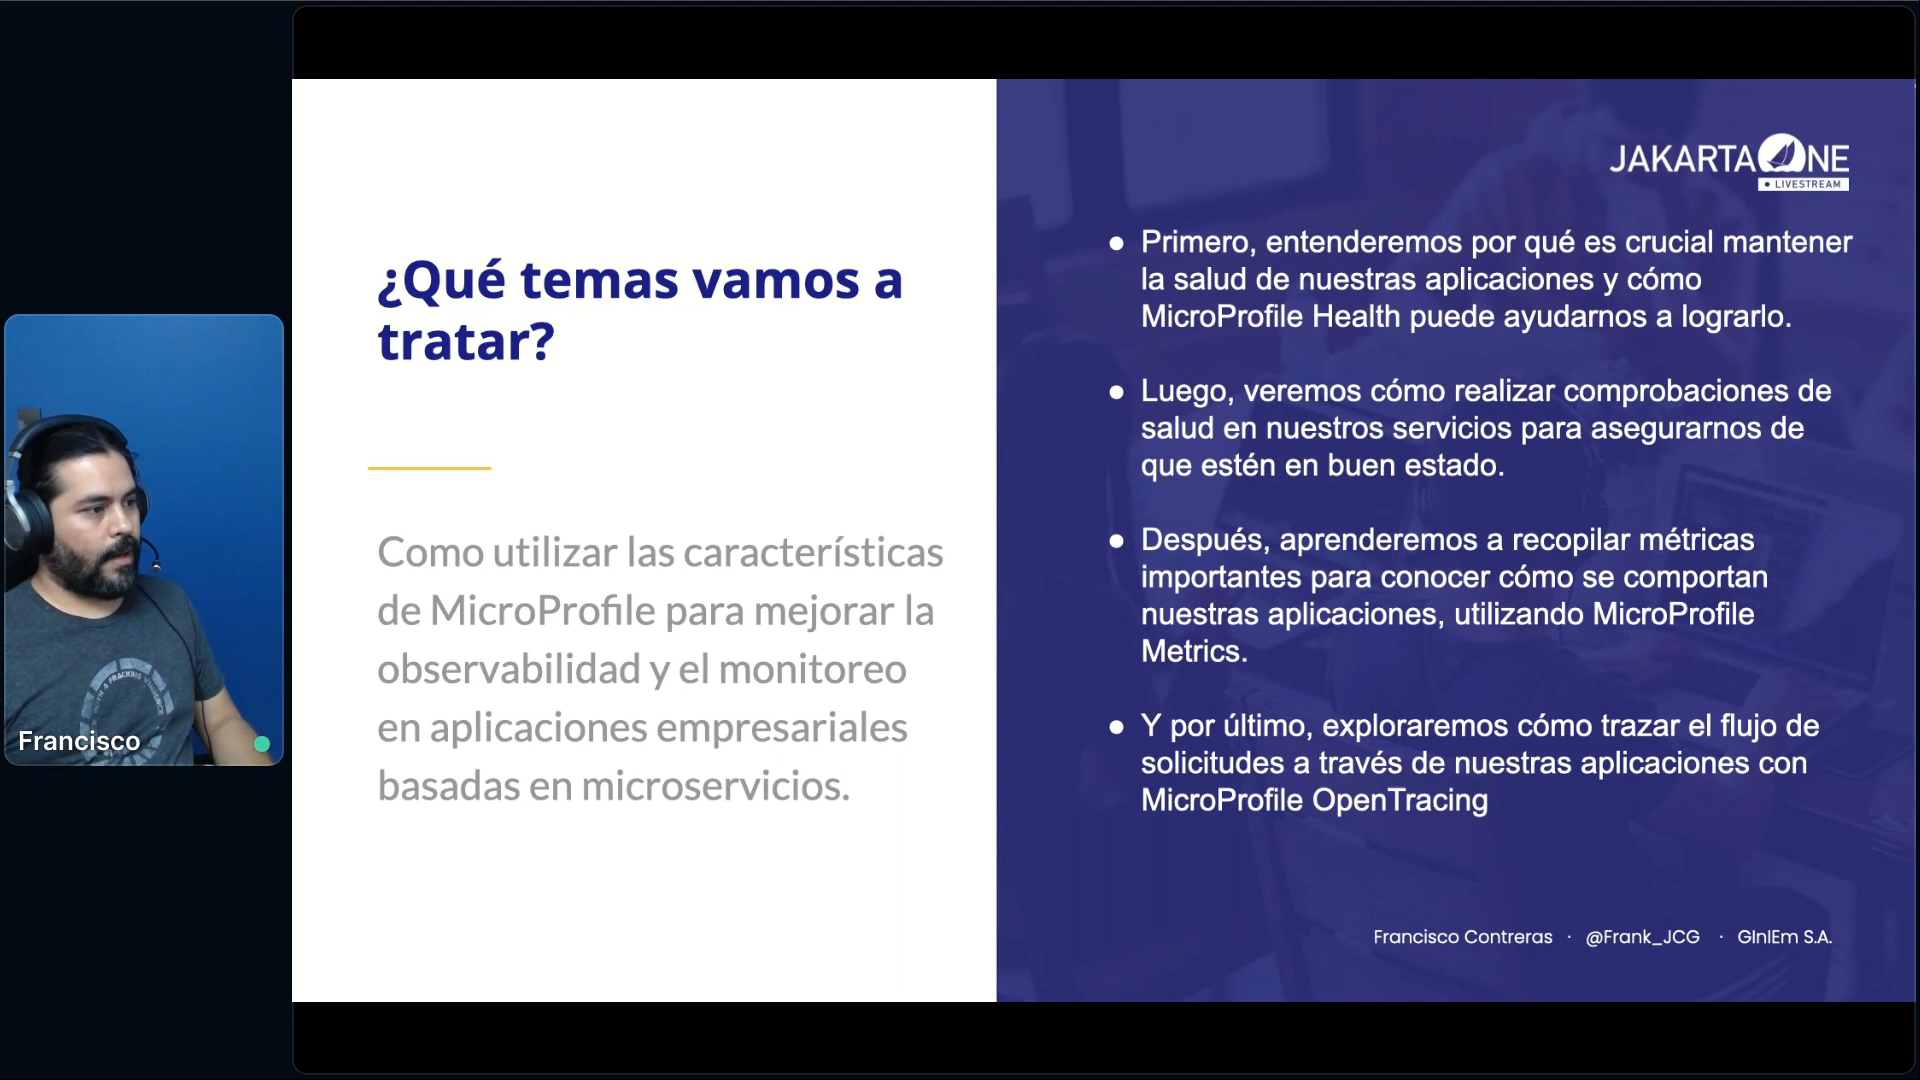 ¿Qué temas vamos a
tratar?
Como utilizar las características
de MicroProfile para mejorar la
observabilidad y el monitoreo
en aplicaciones empresariales
basadas en microservicios.
JAKARTAONE
• LIVESTREAM
● Primero, entenderemos por qué es crucial mantener
la salud de nuestras aplicaciones y cómo
MicroProfile Health puede ayudarnos a lograrlo.
● Luego, veremos cómo realizar comprobaciones de
salud en nuestros servicios para asegurarnos de
que estén en buen estado.
● Después, aprenderemos a recopilar métricas
importantes para conocer cómo se comportan
nuestras aplicaciones, utilizando MicroProfile
Metrics.
● Y por último, exploraremos cómo trazar el flujo de
solicitudes a través de nuestras aplicaciones con
MicroProfile OpenTracing
Francisco Contreras · @Frank_JCG · GInIEm S.A.
A FRACKING
Francisco